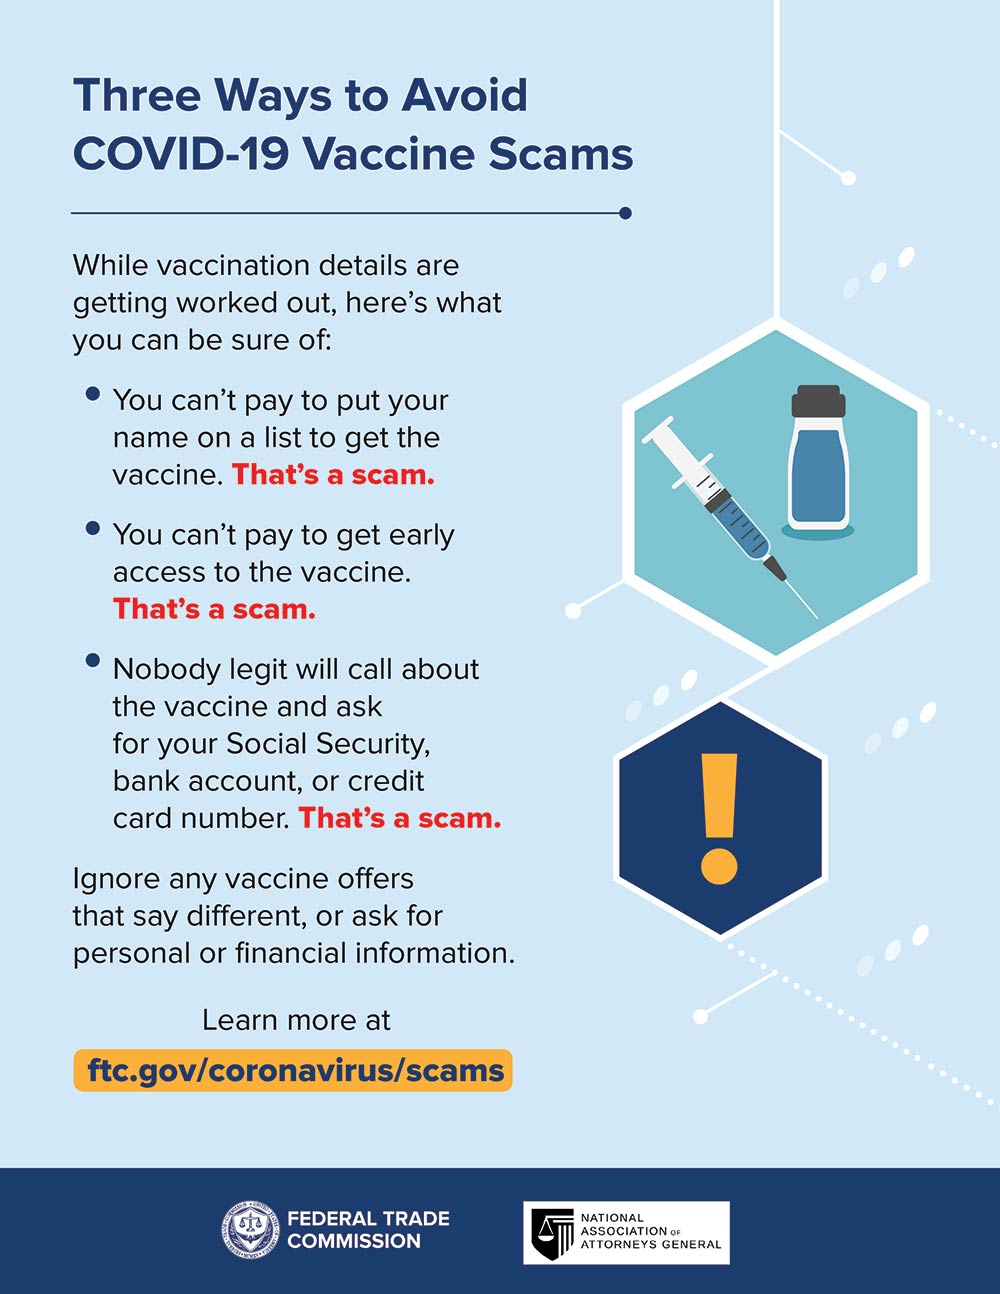 Three Ways to Avoid
COVID-19 Vaccine Scams
While vaccination details are
getting worked out, here’s what
you can be sure of:
• You can’t pay to put your
name on a list to get the
vaccine. That’s a scam.
• You can’t pay to get early
access to the vaccine.
That’s a scam.
• Nobody legit will call about
the vaccine and ask
for your Social Security,
bank account, or credit
card number. That’s a scam.
Ignore any vaccine offers
that say different, or ask for
personal or financial information.
Learn more at
ftc.gov/coronavirus/scams
FEDERAL TRADE
COMMISSION
NATIONAL
ASSOCIATION OF
ATTORNEYS GENERAL